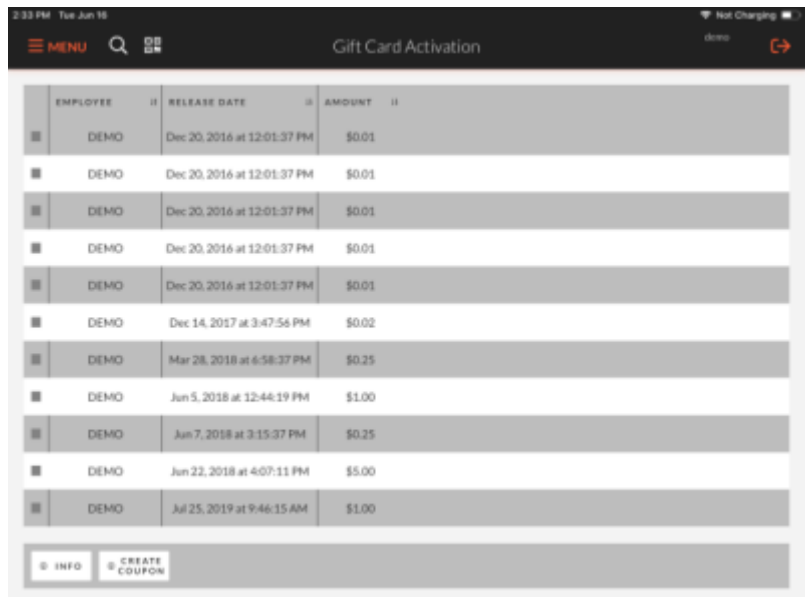 2:33 PM Tue Jun 16 Not Charging
MENU Gift Card Activation demo
EMPLOYEE RELEASE DATE AMOUNT
DEMO Dec 20, 2016 at 12:01:37 PM $0.01
DEMO Dec 20, 2016 at 12:01:37 PM $0.01
DEMO Dec 20, 2016 at 12:01:37 PM $0.01
DEMO Dec 20, 2016 at 12:01:37 PM $0.01
DEMO Dec 20, 2016 at 12:01:37 PM $0.01
DEMO Dec 14, 2017 at 3:47:56 PM $0.02
DEMO Mar 28, 2018 at 6:58:37 PM $0.25
DEMO Jun 5, 2018 at 12:44:19 PM $1.00
DEMO Jun 7, 2018 at 3:15:37 PM $0.25
DEMO Jun 22, 2018 at 4:07:11 PM $5.00
DEMO Jul 25, 2019 at 9:46:15 AM $1.00
INFO
CREATE
COUPON